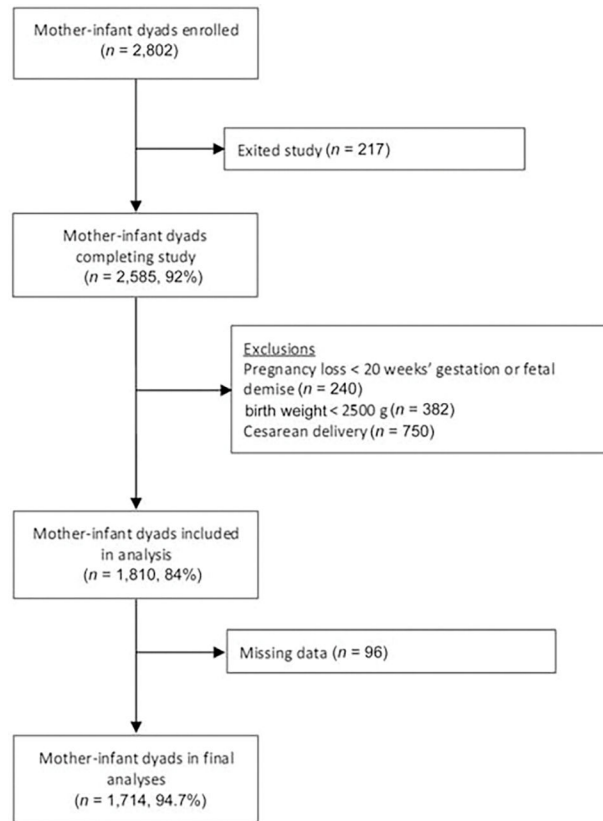 Mother-infant dyads enrolled
(n = 2,802)
Exited study (n = 217)
Mother-infant dyads
completing study
(n = 2,585, 92%)
Exclusions
Pregnancy loss < 20 weeks' gestation or fetal
demise (n = 240)
birth weight < 2500 g (n = 382)
Cesarean delivery (n = 750)
Mother-infant dyads included
in analysis
(n = 1,810, 84%)
Missing data (n = 96)
Mother-infant dyads in final
analyses
(n = 1,714, 94.7%)